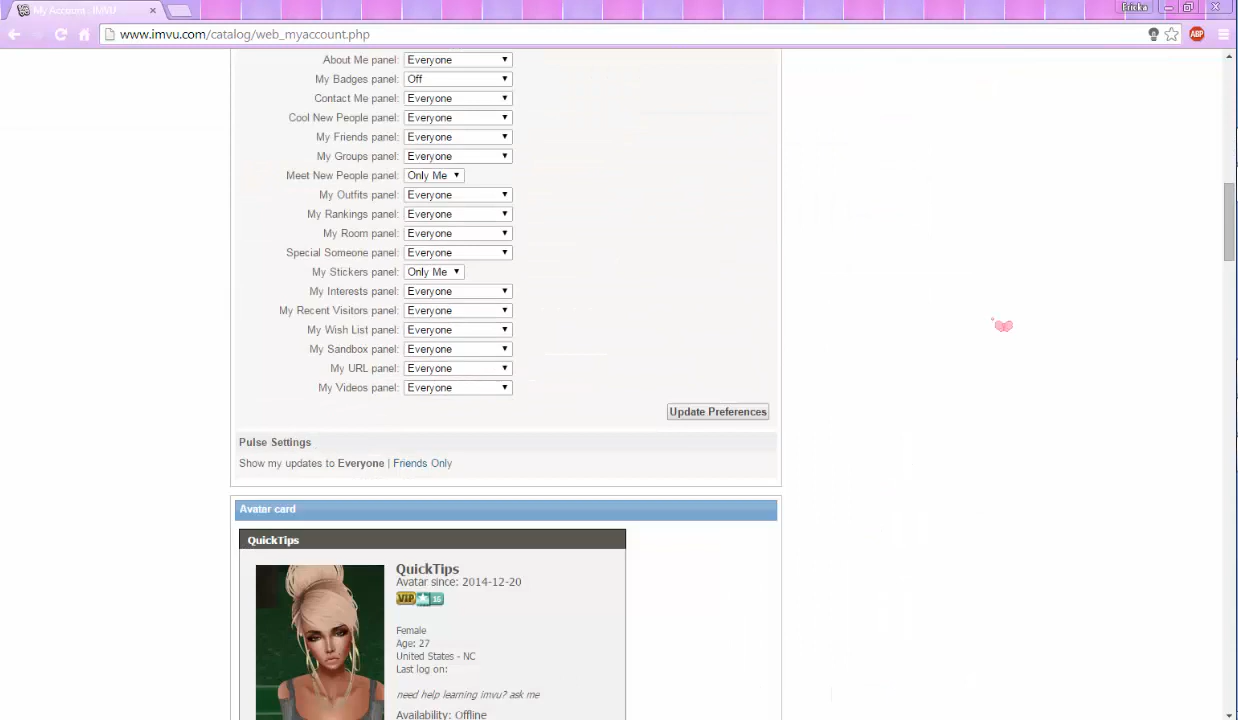 My Account - IMVU
Ericka
www.imvu.com/catalog/web_myaccount.php
ABP
About Me panel: Everyone
My Badges panel: Off
Contact Me panel: Everyone
Cool New People panel: Everyone
My Friends panel: Everyone
My Groups panel: Everyone
Meet New People panel: Only Me
My Outfits panel: Everyone
My Rankings panel: Everyone
My Room panel: Everyone
Special Someone panel: Everyone
My Stickers panel: Only Me
My Interests panel: Everyone
My Recent Visitors panel: Everyone
My Wish List panel: Everyone
My Sandbox panel: Everyone
My URL panel: Everyone
My Videos panel: Everyone
Update Preferences
Pulse Settings
Show my updates to Everyone | Friends Only
Avatar card
QuickTips
QuickTips
Avatar since: 2014-12-20
VIP 15
Female
Age: 27
United States - NC
Last log on:
need help learning imvu? ask me
Availability: Offline